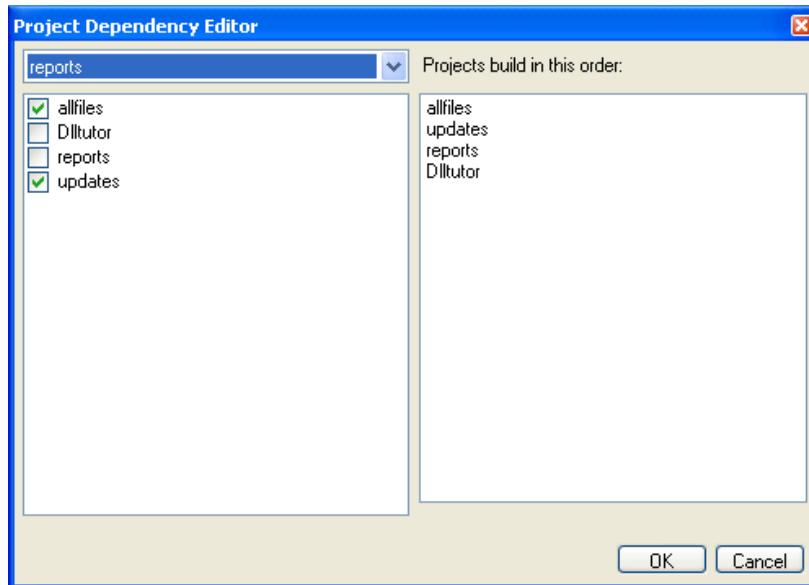 Project Dependency Editor
reports
Projects build in this order:
allfiles
Dlltutor
reports
updates
allfiles
updates
reports
Dlltutor
OK
Cancel